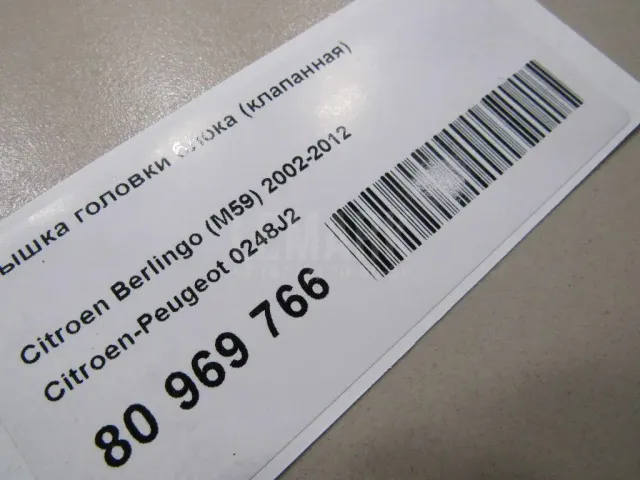 ышка головки блока (клапанная)
Citroen Berlingo (M59) 2002-2012
Citroen-Peugeot 0248J2
80 969 766